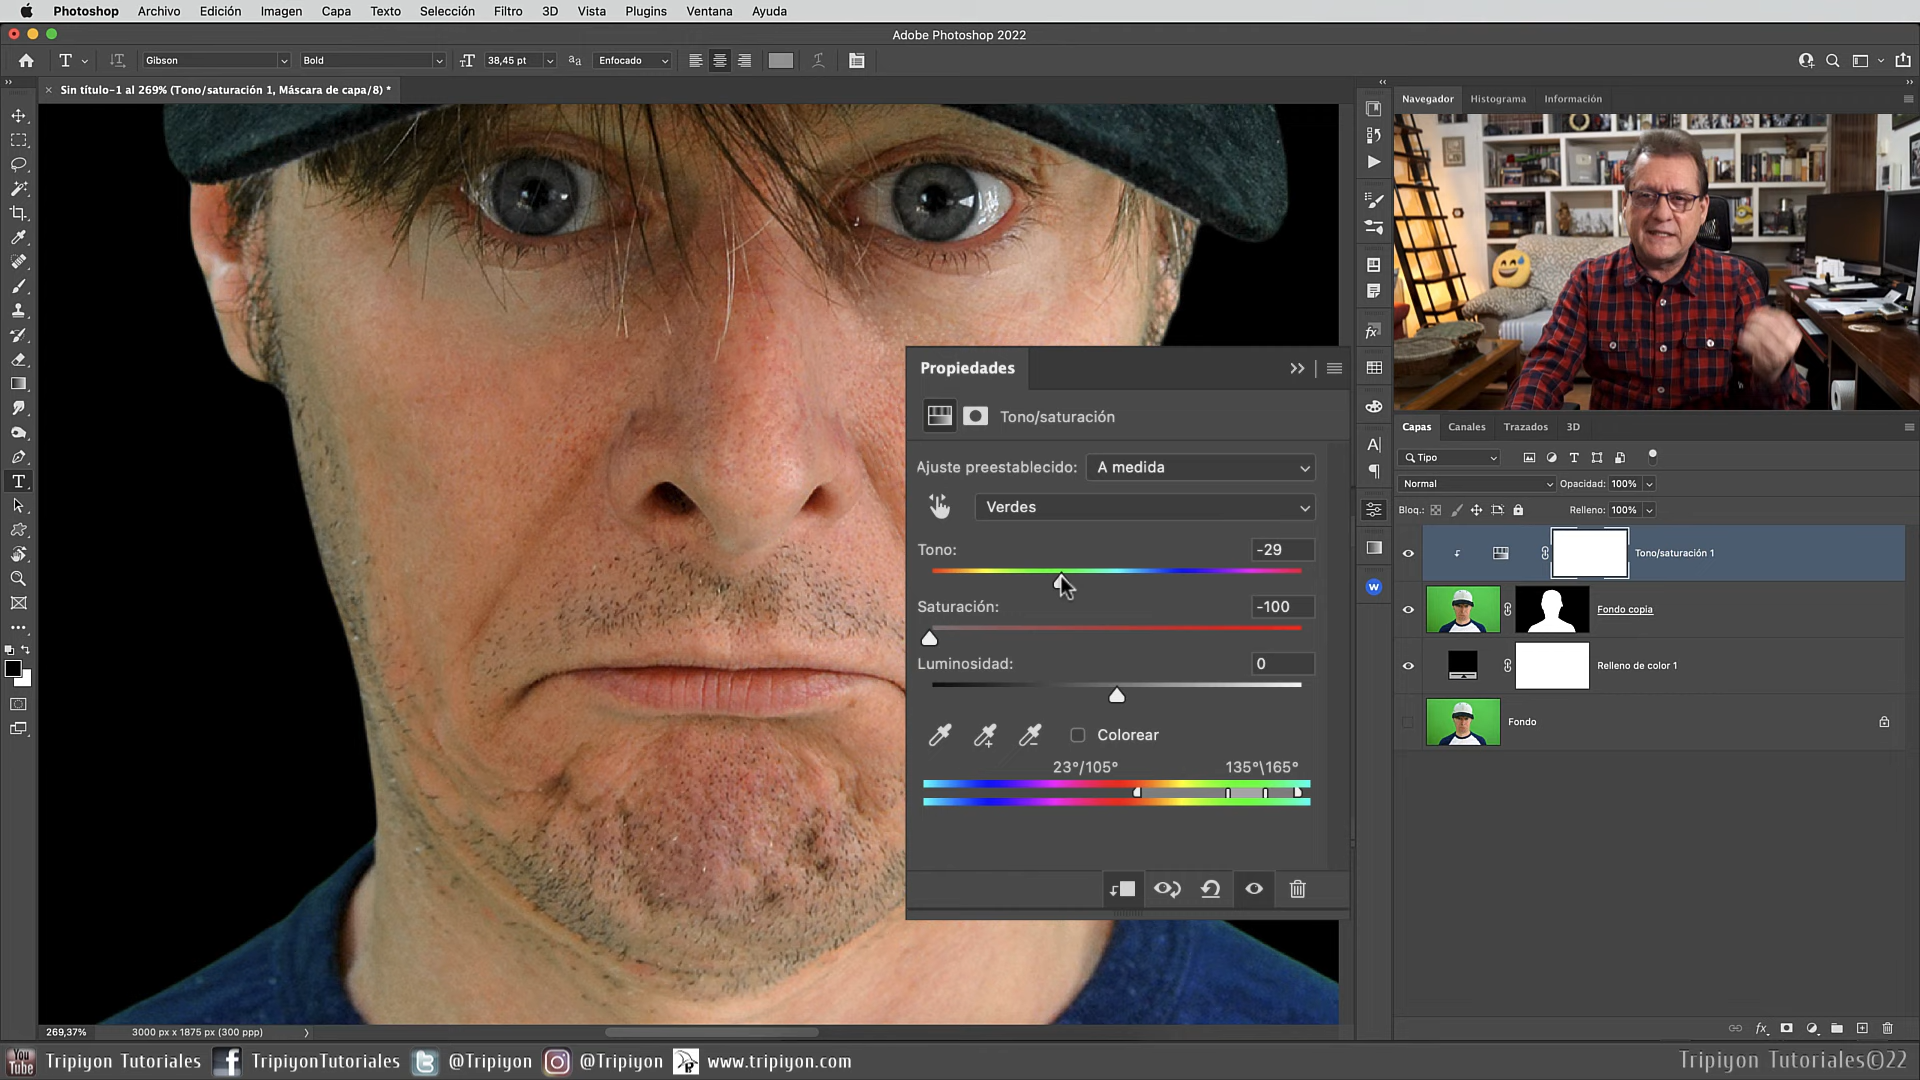 Photoshop Archivo Edición Imagen Capa Texto Selección Filtro 3D Vista Plugins Ventana Ayuda
Adobe Photoshop 2022
Gibson Bold 38,45 pt Enfocado
Sin título-1 al 269% (Tono/saturación 1, Máscara de capa/8) *
Navegador Histograma Información
Propiedades
Tono/saturación
Ajuste preestablecido: A medida
Verdes
Tono: -29
Saturación: -100
Luminosidad: 0
Colorear
23°/105° 135°\165°
Capas Canales Trazados 3D
Tipo
Normal Opacidad: 100%
Bloq.: Relleno: 100%
Tono/saturación 1
Fondo copia
Relleno de color 1
Fondo
269,37% 3000 px x 1875 px (300 ppp)
You Tube Tripiyon Tutoriales TripiyonTutoriales @Tripiyon @Tripiyon www.tripiyon.com
Tripiyon Tutoriales©22